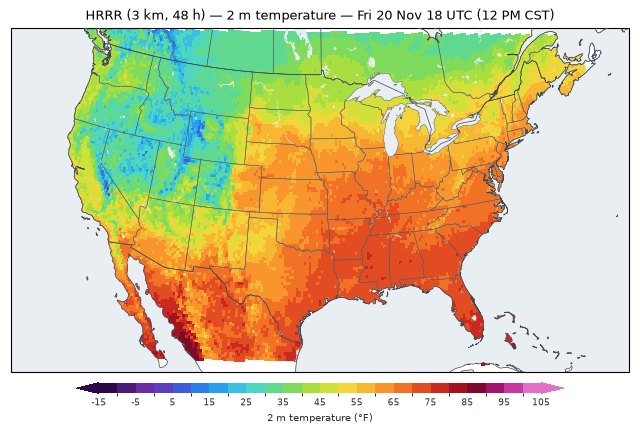 HRRR (3 km, 48 h) — 2 m temperature — Fri 20 Nov 18 UTC (12 PM CST)
-15 -5 5 15 25 35 45 55 65 75 85 95 105
2 m temperature (°F)